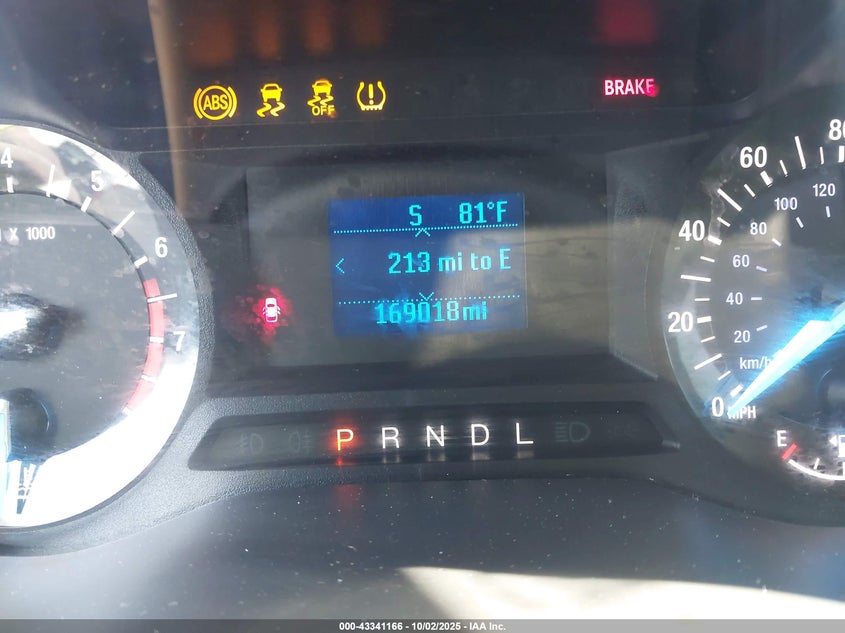 ABS
OFF
BRAKE
4 5 6 7
X 1000
S 81°F
213 mi to E
169018mi
P R N D L
0 20 40 60 80
20 40 60 80 100 120
km/h
MPH
E
000-43341166 • 10/02/2025 • IAA Inc.